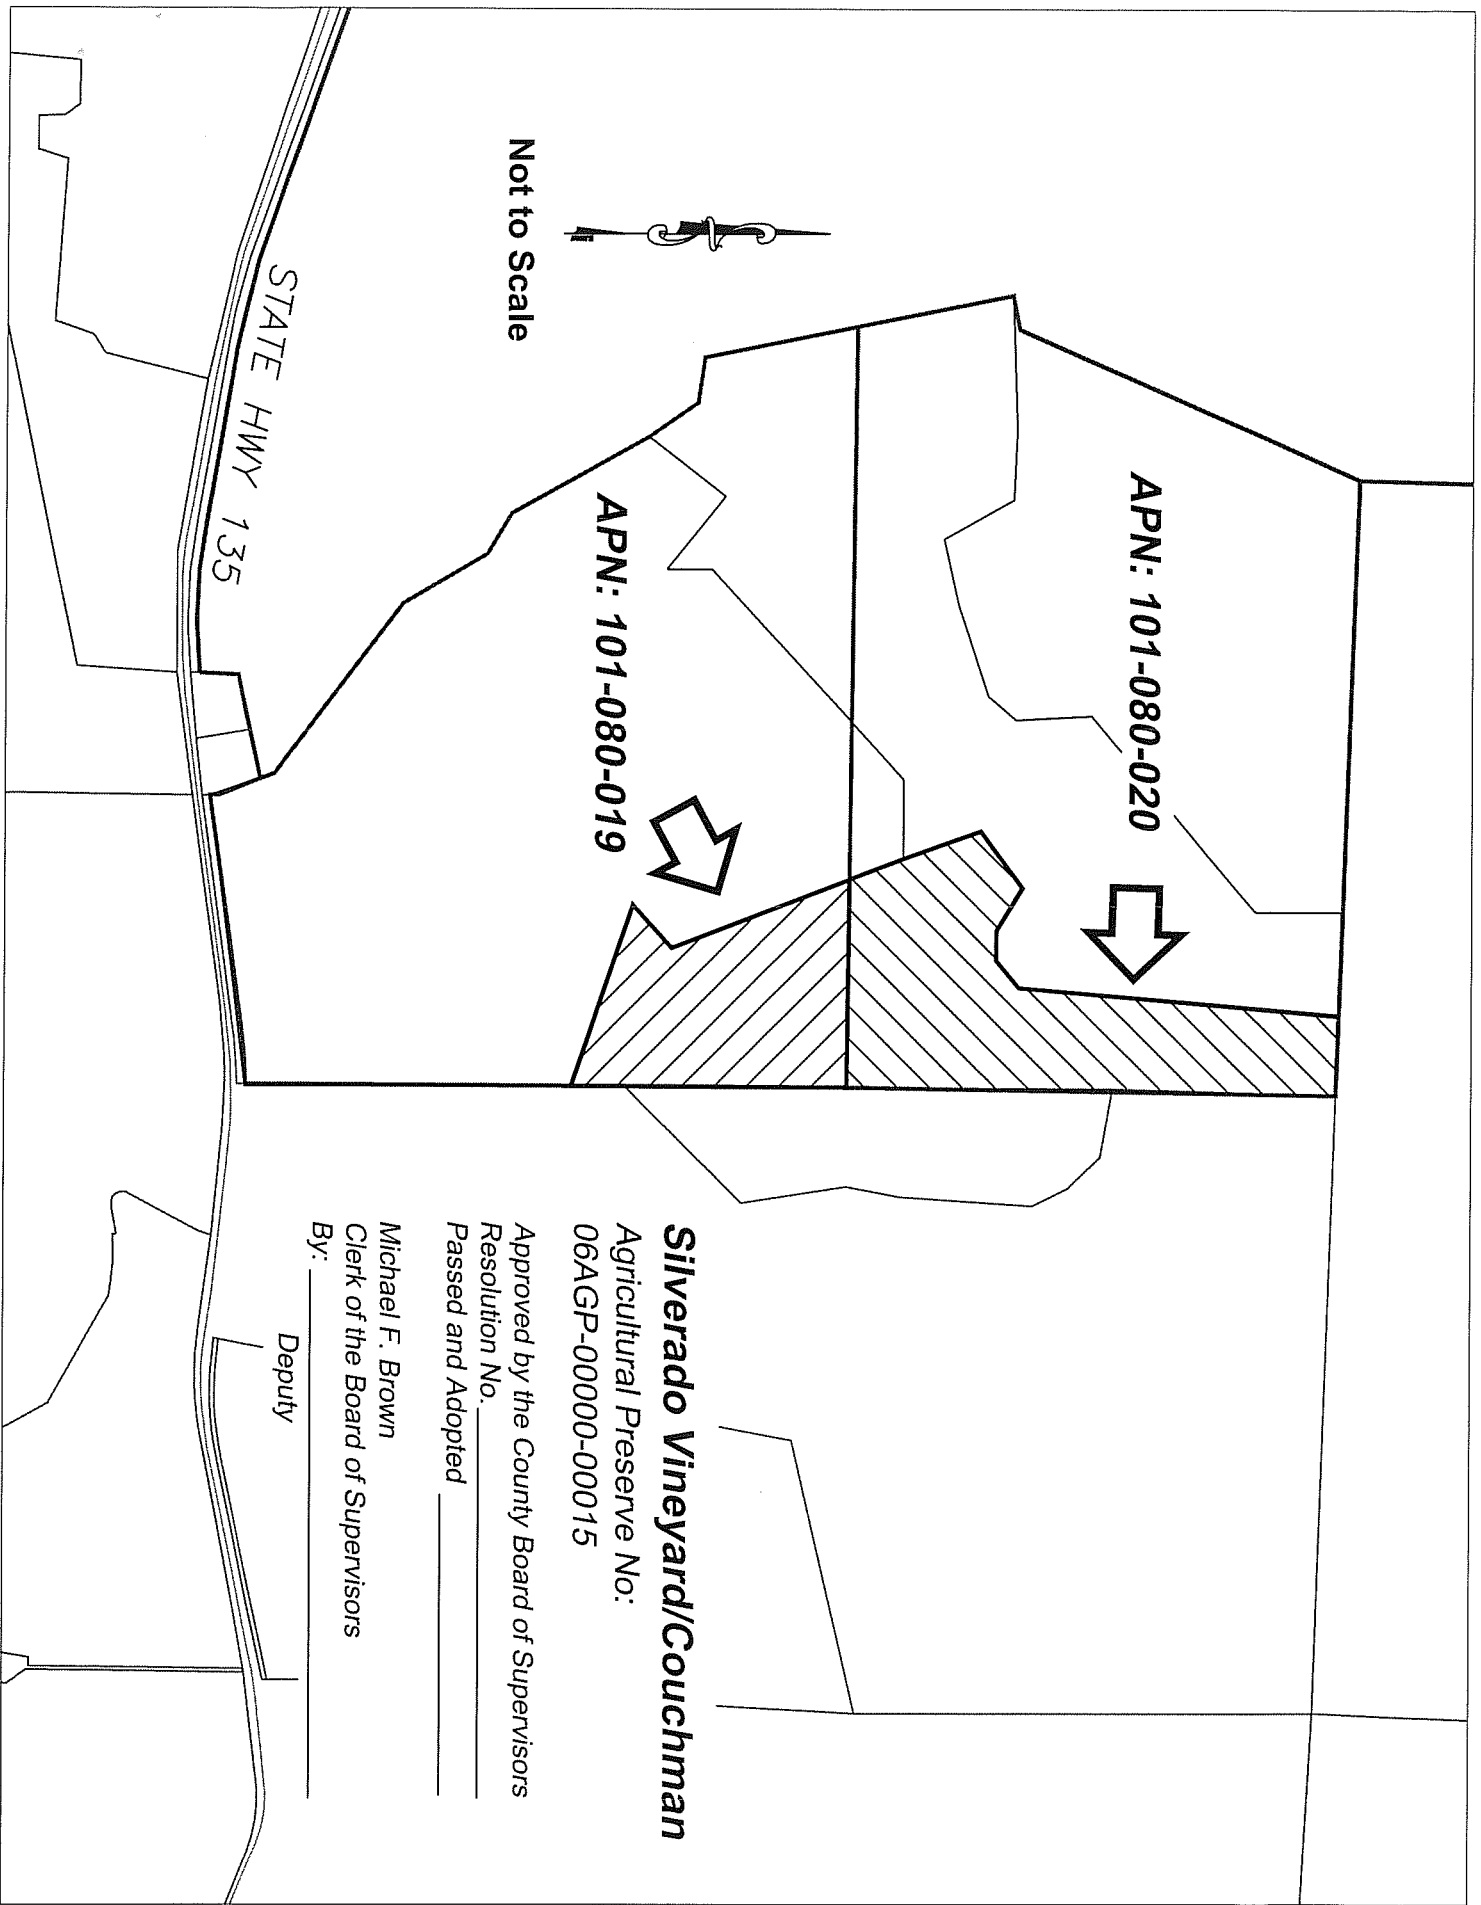 APN: 101-080-020
APN: 101-080-019
Not to Scale
STATE HWY 135
Silverado Vineyard/Couchman
Agricultural Preserve No:
06AGP-00000-00015
Approved by the County Board of Supervisors
Resolution No.
Passed and Adopted
Michael F. Brown
Clerk of the Board of Supervisors
By:
Deputy